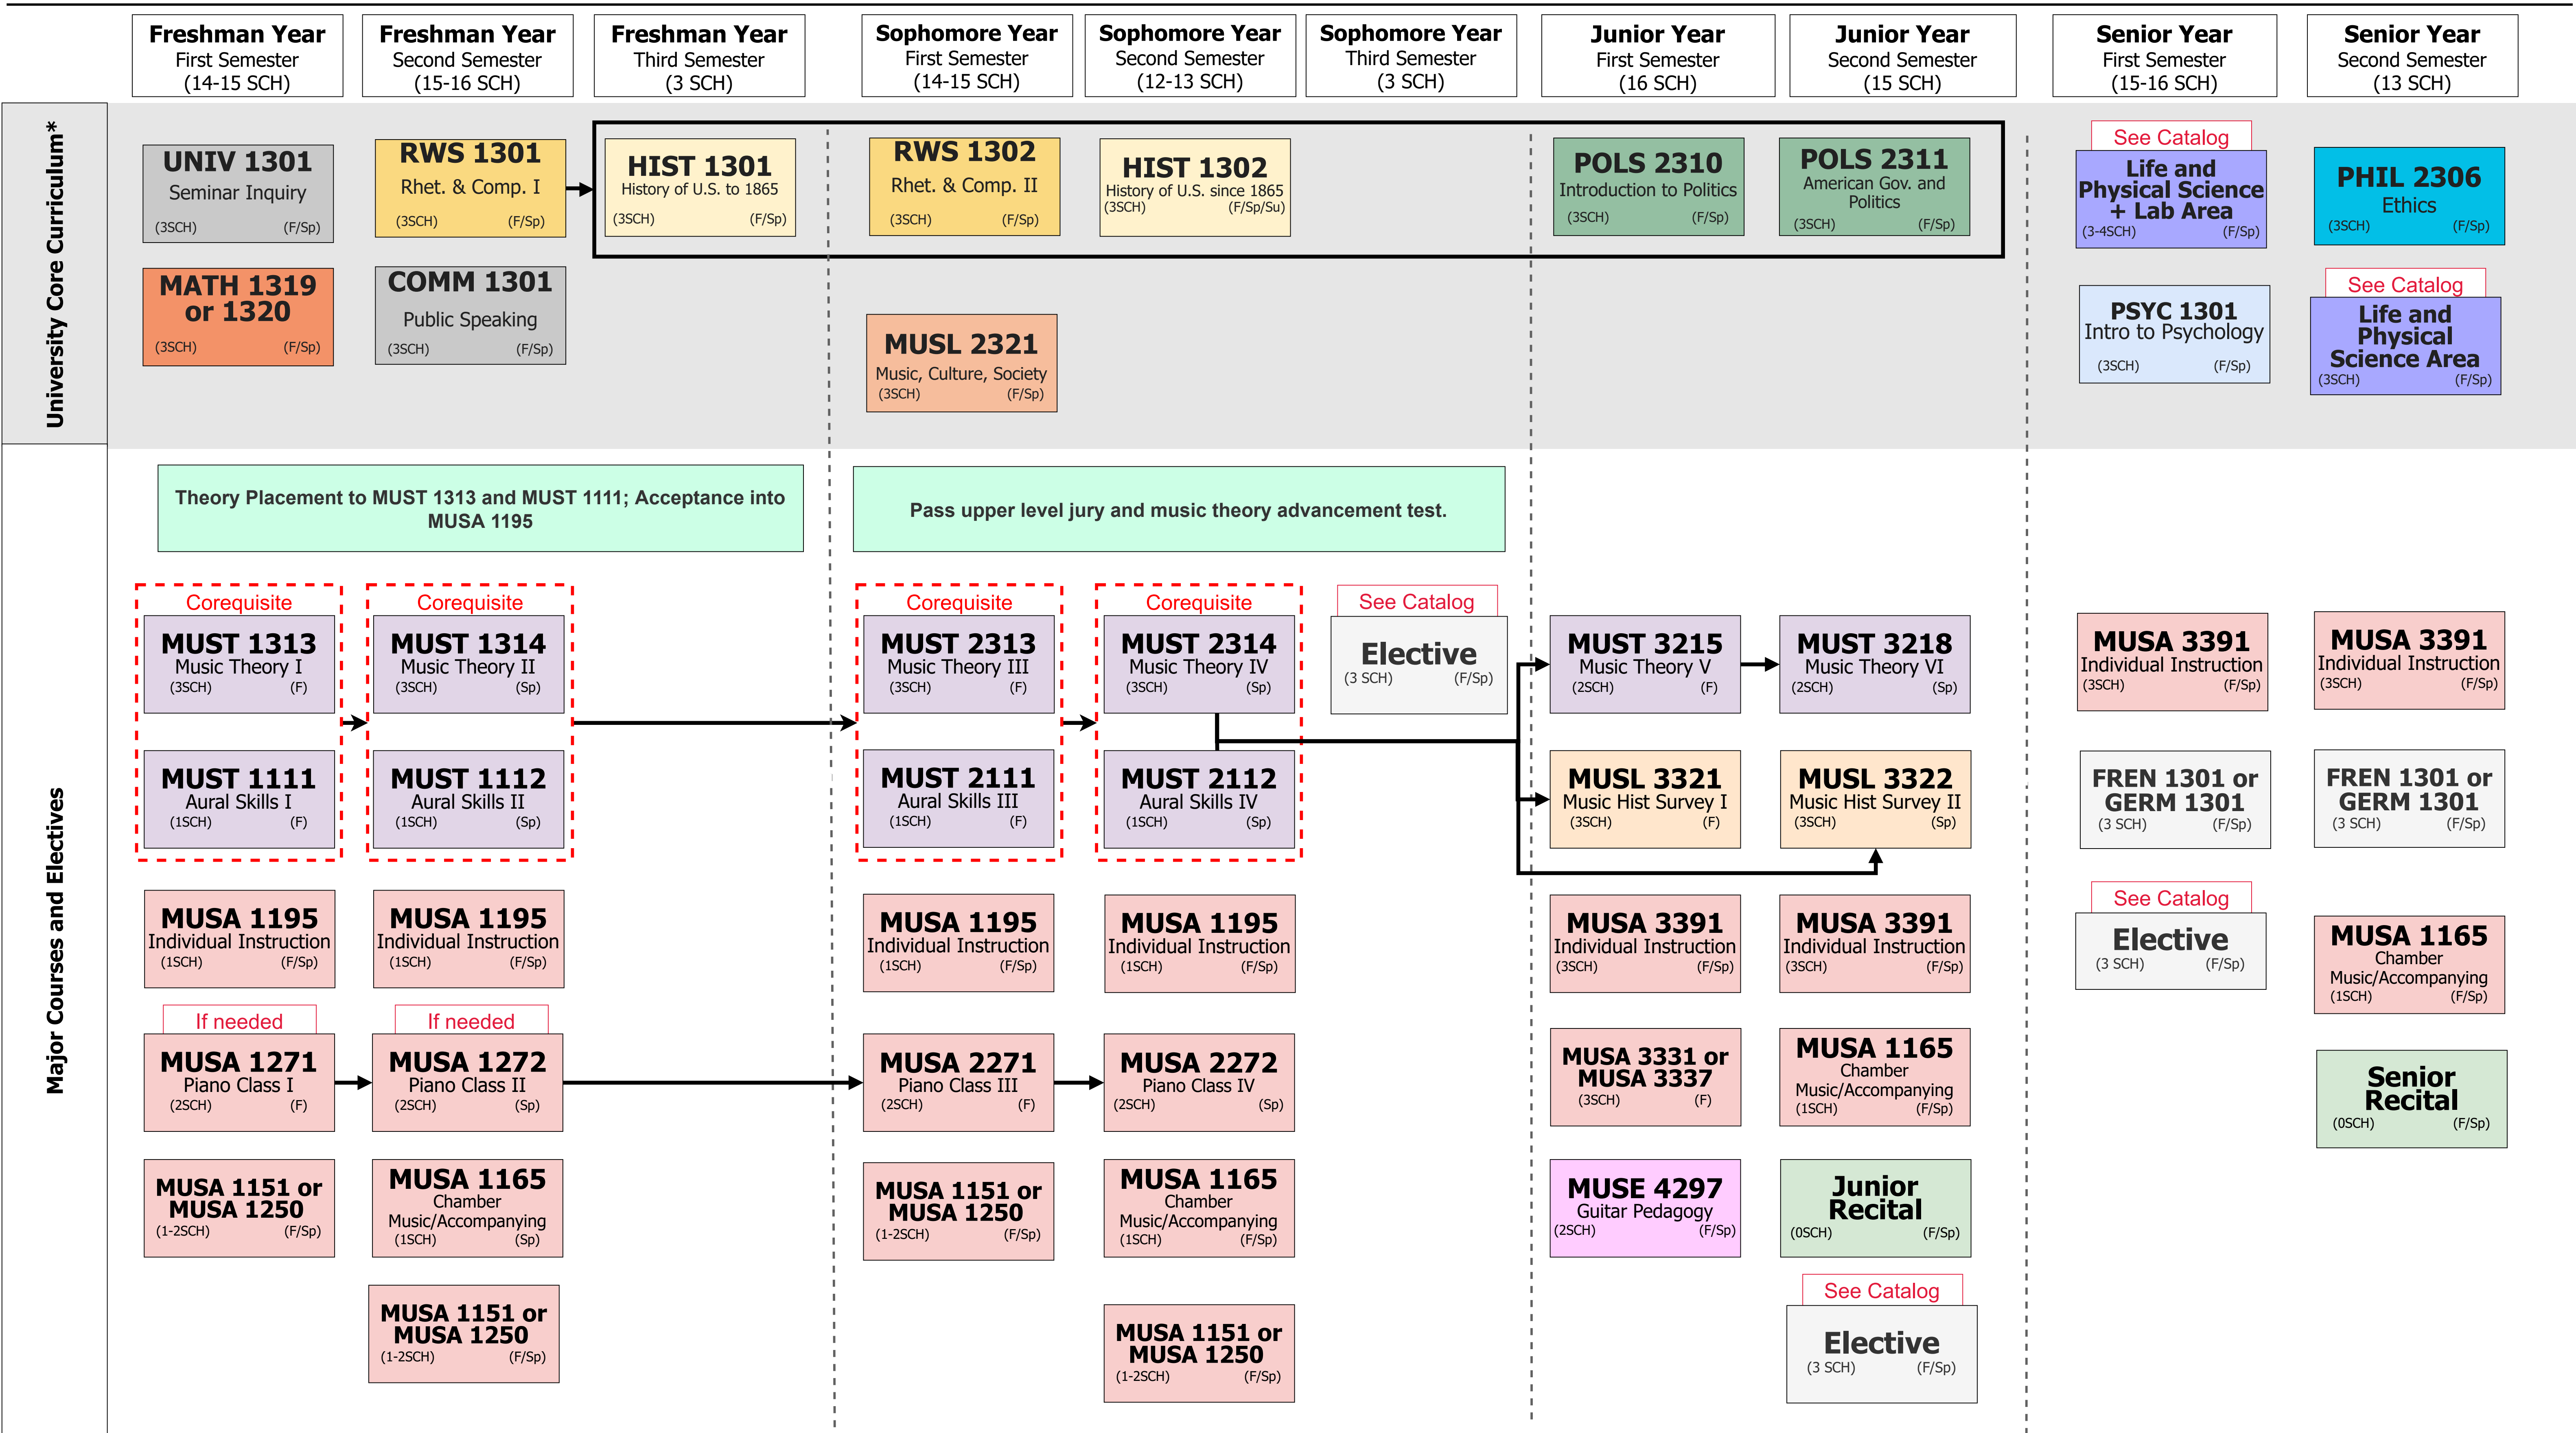 Freshman Year
First Semester
(14-15 SCH)
Freshman Year
Second Semester
(15-16 SCH)
Freshman Year
Third Semester
(3 SCH)
Sophomore Year
First Semester
(14-15 SCH)
Sophomore Year
Second Semester
(12-13 SCH)
Sophomore Year
Third Semester
(3 SCH)
Junior Year
First Semester
(16 SCH)
Junior Year
Second Semester
(15 SCH)
Senior Year
First Semester
(15-16 SCH)
Senior Year
Second Semester
(13 SCH)
University Core Curriculum*
UNIV 1301
Seminar Inquiry
(3SCH) (F/Sp)
RWS 1301
Rhet. & Comp. I
(3SCH) (F/Sp)
HIST 1301
History of U.S. to 1865
(3SCH) (F/Sp)
RWS 1302
Rhet. & Comp. II
(3SCH) (F/Sp)
HIST 1302
History of U.S. since 1865
(3SCH) (F/Sp/Su)
POLS 2310
Introduction to Politics
(3SCH) (F/Sp)
POLS 2311
American Gov. and
Politics
(3SCH) (F/Sp)
See Catalog
Life and
Physical Science
+ Lab Area
(3-4SCH) (F/Sp)
PHIL 2306
Ethics
(3SCH) (F/Sp)
MATH 1319
or 1320
(3SCH) (F/Sp)
COMM 1301
Public Speaking
(3SCH) (F/Sp)
MUSL 2321
Music, Culture, Society
(3SCH) (F/Sp)
PSYC 1301
Intro to Psychology
(3SCH) (F/Sp)
See Catalog
Life and
Physical
Science Area
(3SCH) (F/Sp)
Major Courses and Electives
Theory Placement to MUST 1313 and MUST 1111; Acceptance into
MUSA 1195
Pass upper level jury and music theory advancement test.
Corequisite
MUST 1313
Music Theory I
(3SCH) (F)
Corequisite
MUST 1314
Music Theory II
(3SCH) (Sp)
Corequisite
MUST 2313
Music Theory III
(3SCH) (F)
Corequisite
MUST 2314
Music Theory IV
(3SCH) (Sp)
See Catalog
Elective
(3 SCH) (F/Sp)
MUST 3215
Music Theory V
(2SCH) (F)
MUST 3218
Music Theory VI
(2SCH) (Sp)
MUSA 3391
Individual Instruction
(3SCH) (F/Sp)
MUSA 3391
Individual Instruction
(3SCH) (F/Sp)
MUST 1111
Aural Skills I
(1SCH) (F)
MUST 1112
Aural Skills II
(1SCH) (Sp)
MUST 2111
Aural Skills III
(1SCH) (F)
MUST 2112
Aural Skills IV
(1SCH) (Sp)
MUSL 3321
Music Hist Survey I
(3SCH) (F)
MUSL 3322
Music Hist Survey II
(3SCH) (Sp)
FREN 1301 or
GERM 1301
(3 SCH) (F/Sp)
FREN 1301 or
GERM 1301
(3 SCH) (F/Sp)
MUSA 1195
Individual Instruction
(1SCH) (F/Sp)
MUSA 1195
Individual Instruction
(1SCH) (F/Sp)
MUSA 1195
Individual Instruction
(1SCH) (F/Sp)
MUSA 1195
Individual Instruction
(1SCH) (F/Sp)
MUSA 3391
Individual Instruction
(3SCH) (F/Sp)
MUSA 3391
Individual Instruction
(3SCH) (F/Sp)
See Catalog
Elective
(3 SCH) (F/Sp)
MUSA 1165
Chamber
Music/Accompanying
(1SCH) (F/Sp)
If needed
MUSA 1271
Piano Class I
(2SCH) (F)
If needed
MUSA 1272
Piano Class II
(2SCH) (Sp)
MUSA 2271
Piano Class III
(2SCH) (F)
MUSA 2272
Piano Class IV
(2SCH) (Sp)
MUSA 3331 or
MUSA 3337
(3SCH) (F)
MUSA 1165
Chamber
Music/Accompanying
(1SCH) (F/Sp)
Senior
Recital
(0SCH) (F/Sp)
MUSA 1151 or
MUSA 1250
(1-2SCH) (F/Sp)
MUSA 1165
Chamber
Music/Accompanying
(1SCH) (Sp)
MUSA 1151 or
MUSA 1250
(1-2SCH) (F/Sp)
MUSA 1165
Chamber
Music/Accompanying
(1SCH) (F/Sp)
MUSE 4297
Guitar Pedagogy
(2SCH) (F/Sp)
Junior
Recital
(0SCH) (F/Sp)
MUSA 1151 or
MUSA 1250
(1-2SCH) (F/Sp)
MUSA 1151 or
MUSA 1250
(1-2SCH) (F/Sp)
See Catalog
Elective
(3 SCH) (F/Sp)